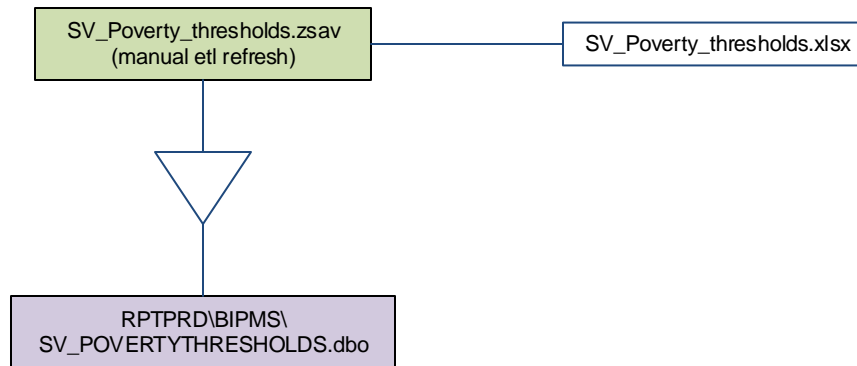 SV_Poverty_thresholds.zsav
(manual etl refresh)
SV_Poverty_thresholds.xlsx
RPTPRD\BIPMS\
SV_POVERTYTHRESHOLDS.dbo